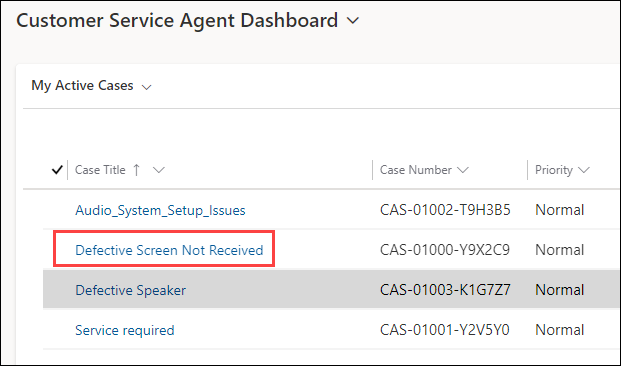 Customer Service Agent Dashboard
My Active Cases
Case Title ↑ Case Number Priority
Audio_System_Setup_Issues CAS-01002-T9H3B5 Normal
Defective Screen Not Received CAS-01000-Y9X2C9 Normal
Defective Speaker CAS-01003-K1G7Z7 Normal
Service required CAS-01001-Y2V5Y0 Normal